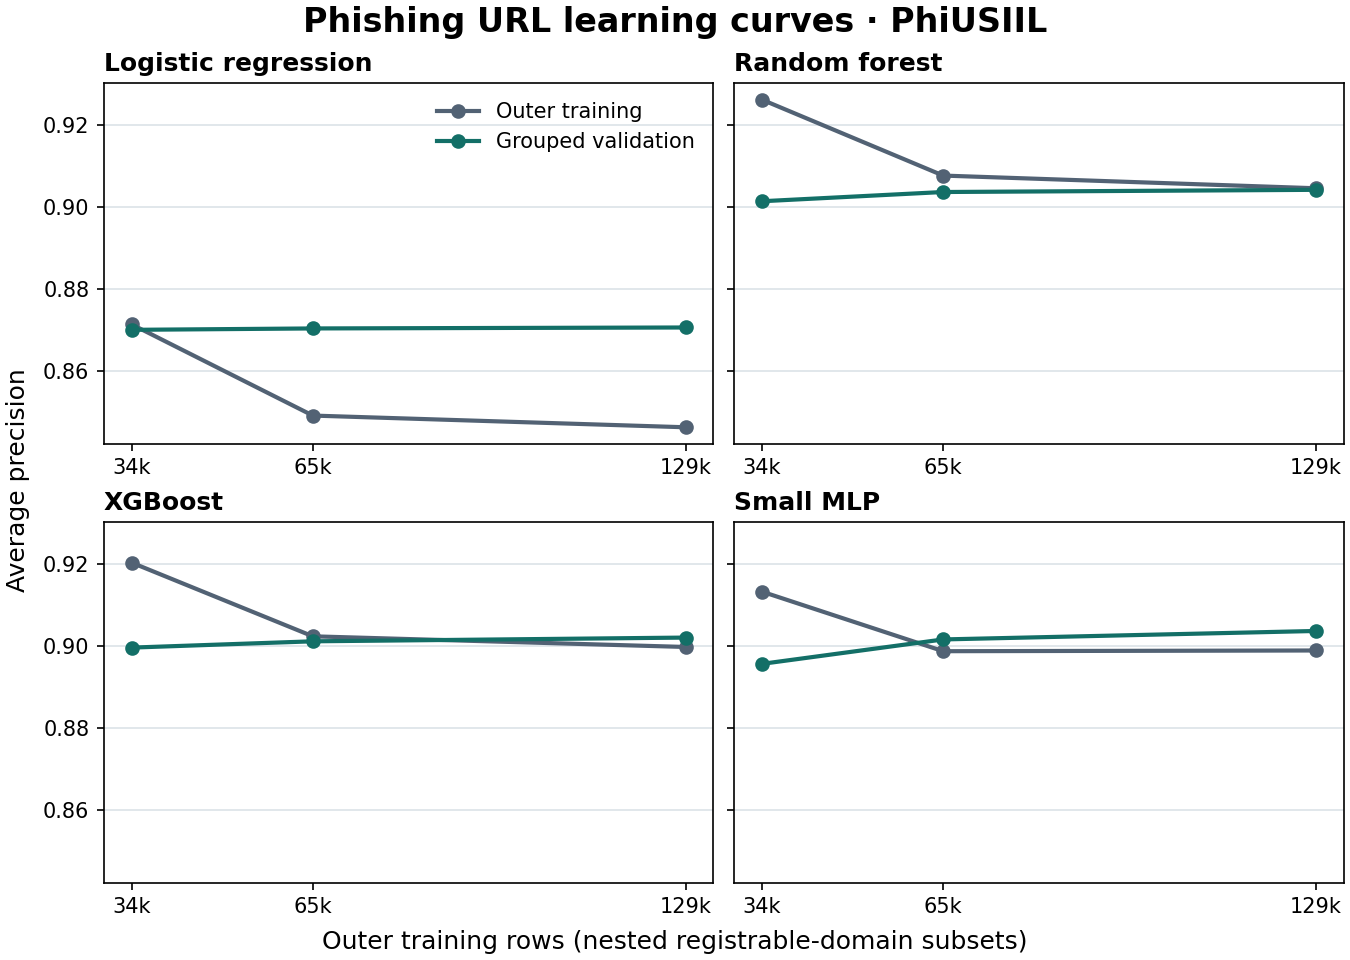 Phishing URL learning curves · PhiUSIIL
Logistic regression
Outer training
Grouped validation
0.92
0.90
0.88
0.86
34k
65k
129k
Random forest
34k
65k
129k
Average precision
XGBoost
0.92
0.90
0.88
0.86
34k
65k
129k
Small MLP
34k
65k
129k
Outer training rows (nested registrable-domain subsets)